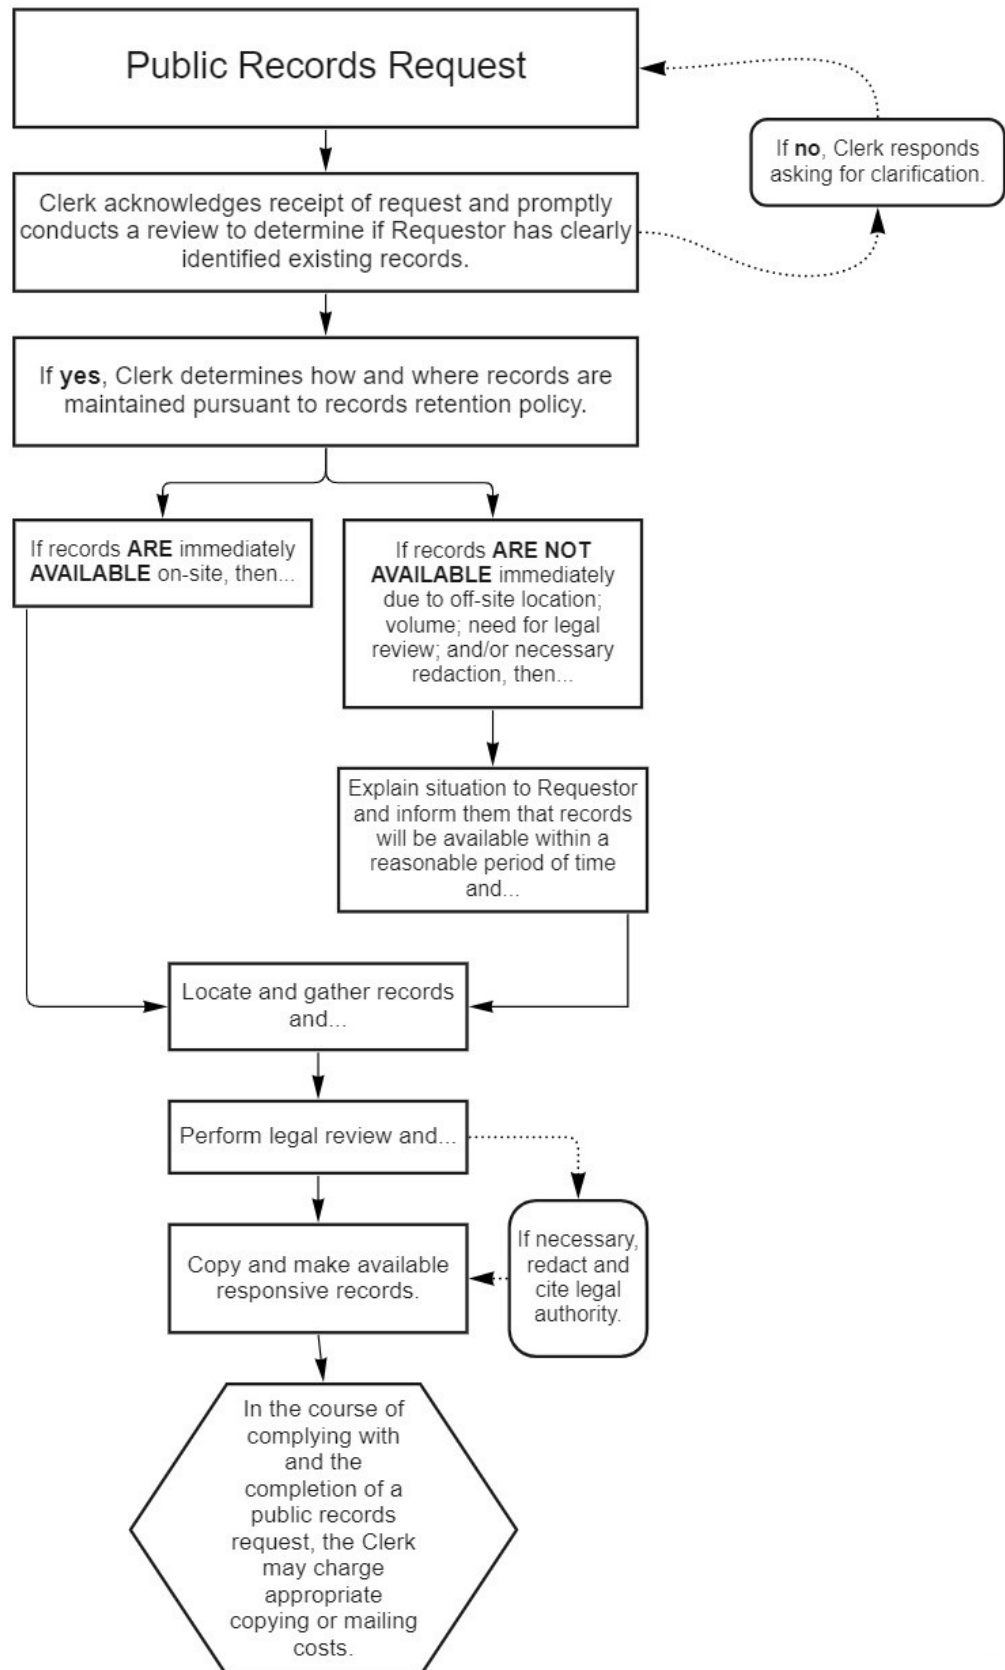 Public Records Request
If no, Clerk responds
asking for clarification.
Clerk acknowledges receipt of request and promptly
conducts a review to determine if Requestor has clearly
identified existing records.
If yes, Clerk determines how and where records are
maintained pursuant to records retention policy.
If records ARE immediately
AVAILABLE on-site, then...
If records ARE NOT
AVAILABLE immediately
due to off-site location;
volume; need for legal
review; and/or necessary
redaction, then...
Explain situation to Requestor
and inform them that records
will be available within a
reasonable period of time
and...
Locate and gather records
and...
Perform legal review and...
If necessary,
redact and
cite legal
authority.
Copy and make available
responsive records.
In the course of
complying with
and the
completion of a
public records
request, the Clerk
may charge
appropriate
copying or mailing
costs.